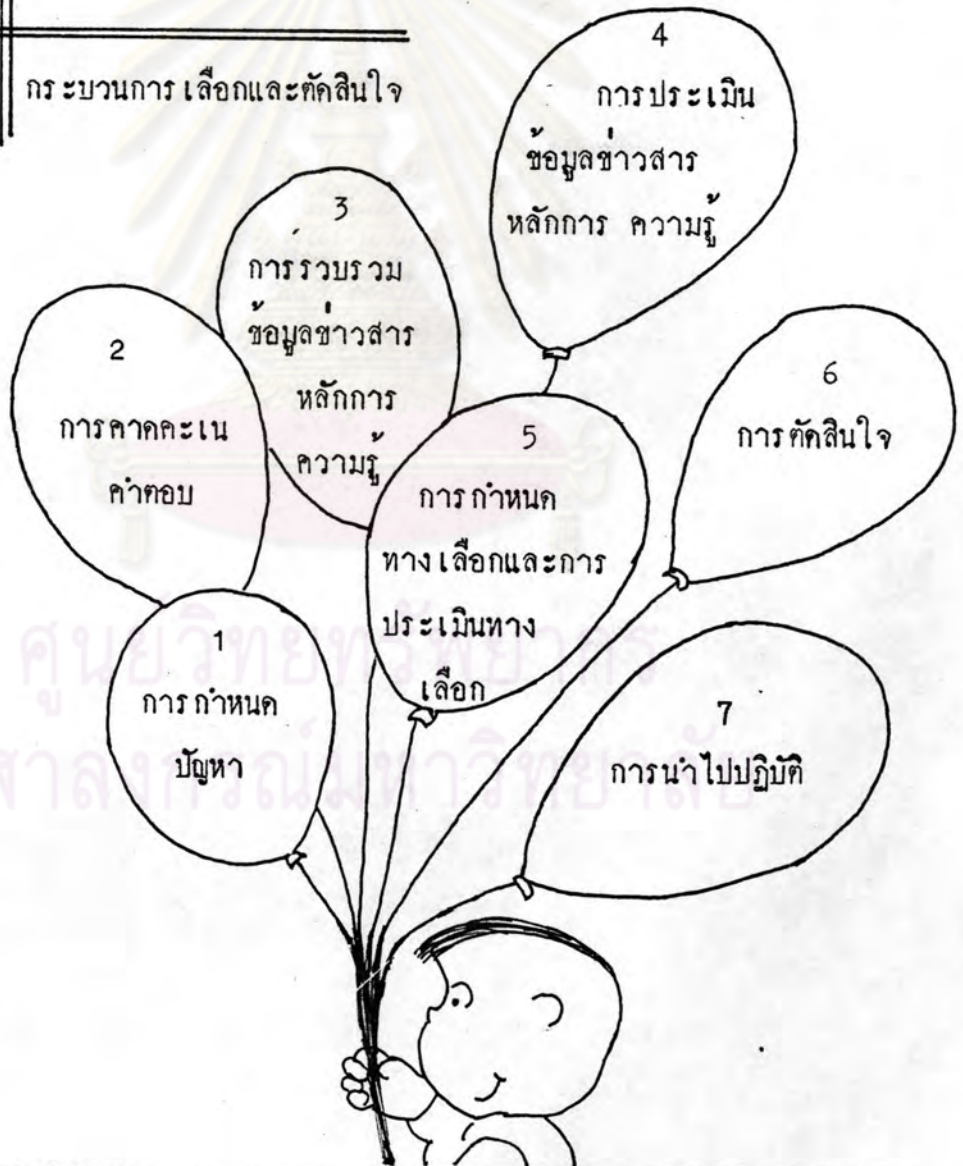 กระบวนการเลือกและตัดสินใจ
1
การกำหนด
ปัญหา
2
การคาดคะเน
คำตอบ
3
การรวบรวม
ข้อมูลข่าวสาร
หลักการ
ความรู้
4
การประเมิน
ข้อมูลข่าวสาร
หลักการ ความรู้
5
การกำหนด
ทางเลือกและการ
ประเมินทาง
เลือก
6
การตัดสินใจ
7
การนำไปปฏิบัติ
ศูนย์วิทยทรัพยากร
ฬาลงกรณ์มหาวิทยาลัย